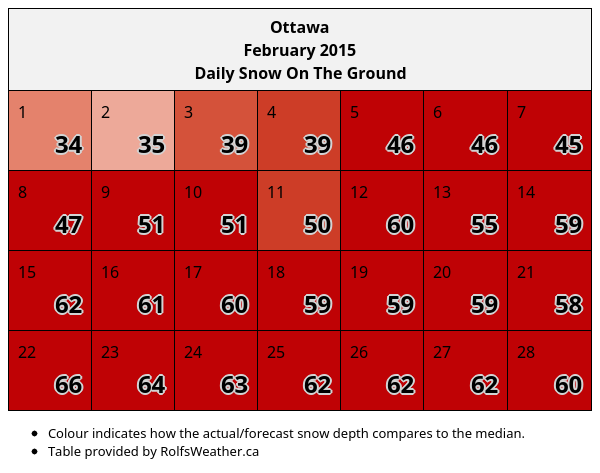 Ottawa
February 2015
Daily Snow On The Ground
1 2 3 4 5 6 7
34 35 39 39 46 46 45
8 9 10 11 12 13 14
47 51 51 50 60 55 59
15 16 17 18 19 20 21
62 61 60 59 59 59 58
22 23 24 25 26 27 28
66 64 63 62 62 62 60
• Colour indicates how the actual/forecast snow depth compares to the median.
• Table provided by RolfsWeather.ca